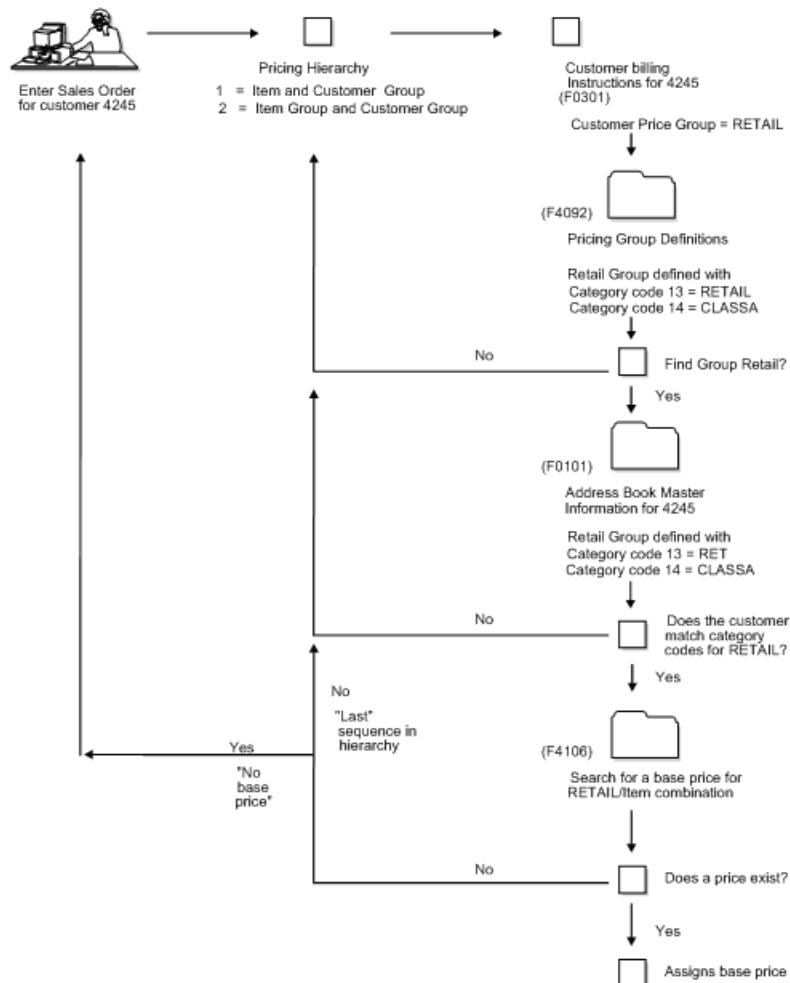 Enter Sales Order
for customer 4245
Pricing Hierarchy
1 = Item and Customer Group
2 = Item Group and Customer Group
Customer billing
Instructions for 4245
(F0301)
Customer Price Group = RETAIL
(F4092)
Pricing Group Definitions
Retail Group defined with
Category code 13 = RETAIL
Category code 14 = CLASSA
No
Find Group Retail?
Yes
(F0101)
Address Book Master
Information for 4245
Retail Group defined with
Category code 13 = RET
Category code 14 = CLASSA
No
Does the customer
match category
codes for RETAIL?
Yes
No
"Last"
sequence in
hierarchy
Yes
"No
base
price"
(F4106)
Search for a base price for
RETAIL/Item combination
No
Does a price exist?
Yes
Assigns base price